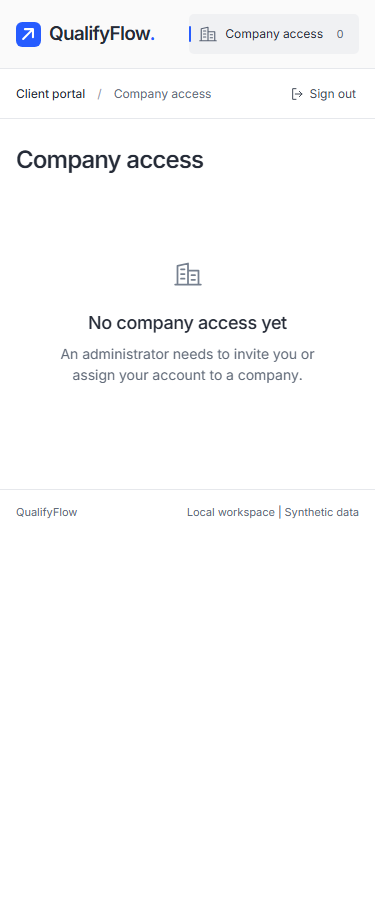 QualifyFlow.
Company access 0
Client portal / Company access
Sign out
Company access
No company access yet
An administrator needs to invite you or
assign your account to a company.
QualifyFlow
Local workspace | Synthetic data